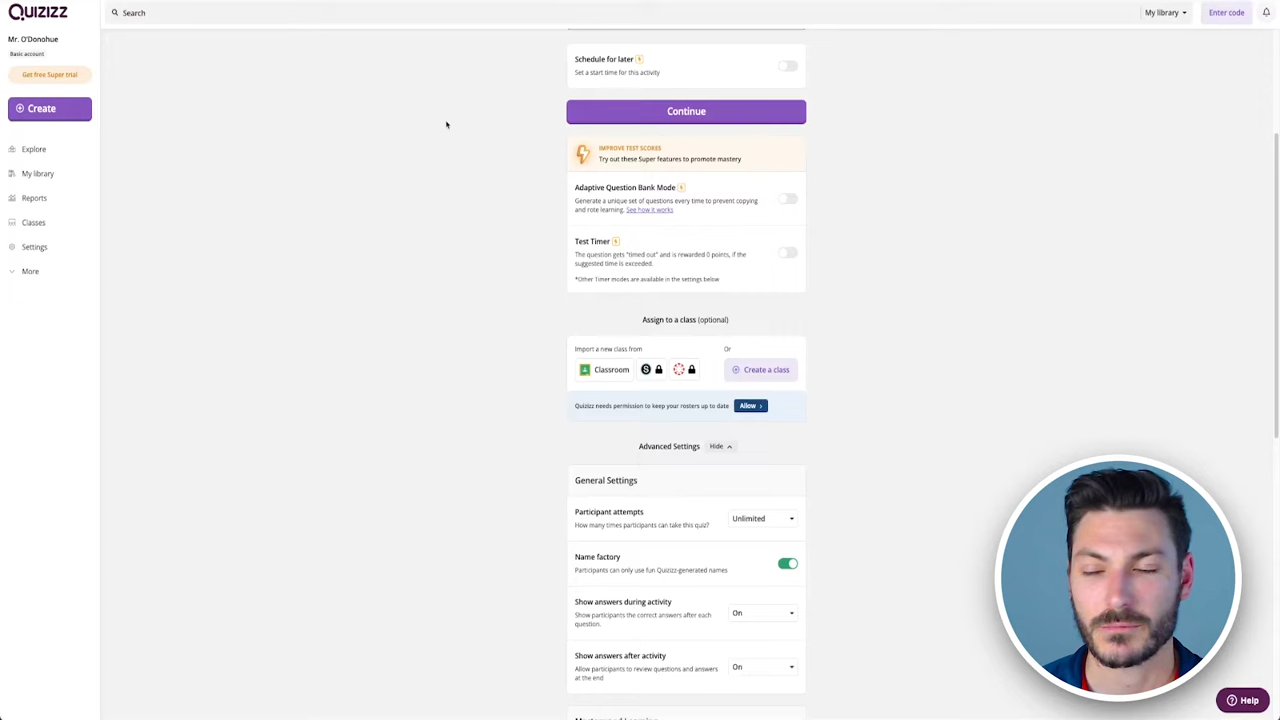 Quizizz
Search
My library
Enter code
Mr. O'Donohue
Basic account
Get free Super trial
Create
Explore
My library
Reports
Classes
Settings
More
Schedule for later
Set a start time for this activity
Continue
IMPROVE TEST SCORES
Try out these Super features to promote mastery
Adaptive Question Bank Mode
Generate a unique set of questions every time to prevent copying
and rote learning. See how it works
Test Timer
The question gets "timed out" and is rewarded 0 points, if the
suggested time is exceeded.
*Other Timer modes are available in the settings below
Assign to a class (optional)
Import a new class from
Or
Classroom
S
Create a class
Quizizz needs permission to keep your rosters up to date
Allow
Advanced Settings Hide
General Settings
Participant attempts
How many times participants can take this quiz?
Unlimited
Name factory
Participants can only use fun Quizizz-generated names
Show answers during activity
Show participants the correct answers after each
question.
On
Show answers after activity
Allow participants to review questions and answers
at the end
On
Help